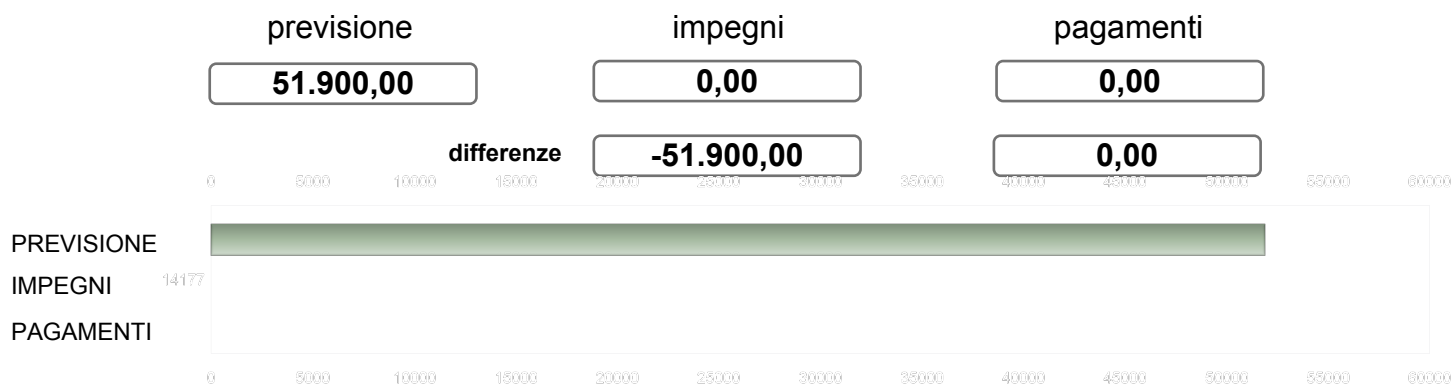 previsione impegni pagamenti
51.900,00 0,00 0,00
differenze -51.900,00 0,00
0 5000 10000 15000 20000 25000 30000 35000 40000 45000 50000 55000 60000
PREVISIONE
IMPEGNI 14177
PAGAMENTI
0 5000 10000 15000 20000 25000 30000 35000 40000 45000 50000 55000 60000